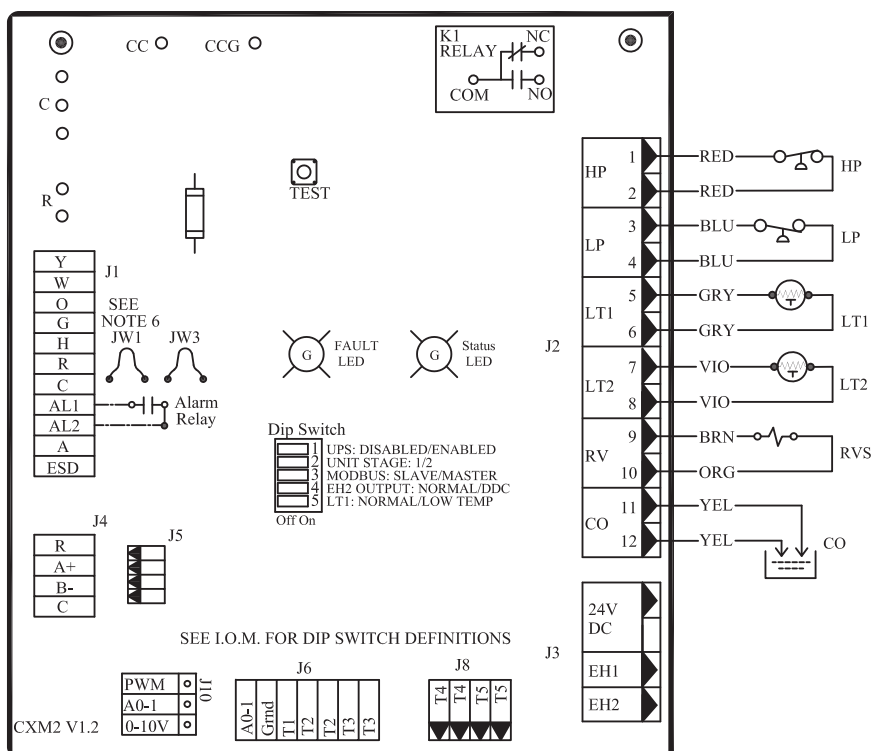 CC
CCG
K1
RELAY
NC
COM
NO
C
R
TEST
HP
1
RED
HP
2
RED
LP
3
BLU
LP
4
BLU
LT1
5
GRY
LT1
6
GRY
LT2
7
VIO
LT2
8
VIO
RV
9
BRN
RVS
10
ORG
CO
11
YEL
CO
12
YEL
J2
J1
Y
W
O
G
H
R
C
AL1
AL2
A
ESD
SEE
NOTE 6
JW1
JW3
Alarm
Relay
G
FAULT
LED
G
Status
LED
Dip Switch
1 UPS: DISABLED/ENABLED
2 UNIT STAGE: 1/2
3 MODBUS: SLAVE/MASTER
4 EH2 OUTPUT: NORMAL/DDC
5 LT1: NORMAL/LOW TEMP
Off On
J4
R
A+
B-
C
J5
SEE I.O.M. FOR DIP SWITCH DEFINITIONS
J3
24V
DC
EH1
EH2
J10
PWM
A0-1
0-10V
J6
A0-1
Grnd
T1
T2
T2
T3
T3
J8
T4
T4
T5
T5
CXM2 V1.2